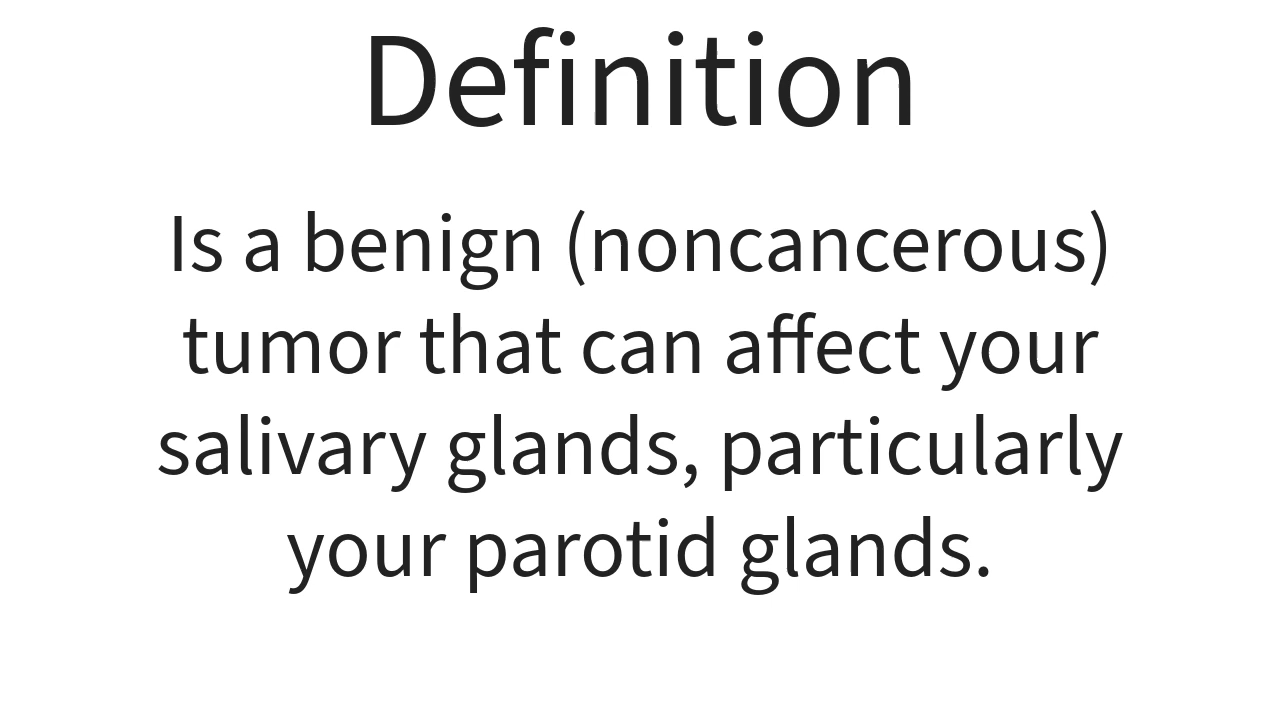 Definition
Is a benign (noncancerous)
tumor that can affect your
salivary glands, particularly
your parotid glands.